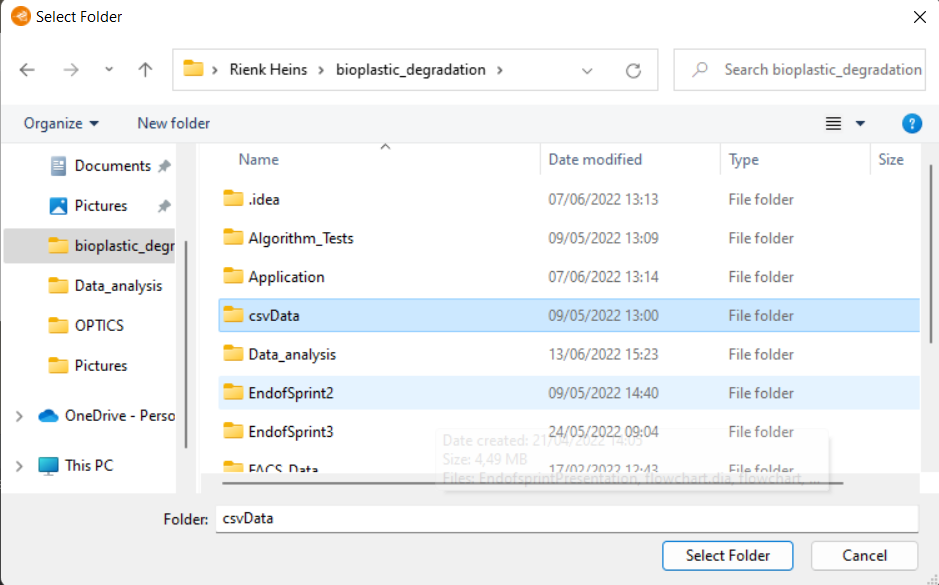 Select Folder
Rienk Heins > bioplastic_degradation >
Search bioplastic_degradation
Organize
New folder
?
Name
Date modified
Type
Size
Documents
Pictures
bioplastic_degr
Data_analysis
OPTICS
Pictures
OneDrive - Perso
This PC
.idea 07/06/2022 13:13 File folder
Algorithm_Tests 09/05/2022 13:09 File folder
Application 07/06/2022 13:14 File folder
csvData 09/05/2022 13:00 File folder
Data_analysis 13/06/2022 15:23 File folder
EndofSprint2 09/05/2022 14:40 File folder
EndofSprint3 24/05/2022 09:04 File folder
FACS_Data 17/02/2022 12:43 File folder
Date created: 21/04/2022 14:05
Size: 4,49 MB
Files: EndofsprintPresentation, flowchart.dia, flowchart, ...
Folder: csvData
Select Folder
Cancel